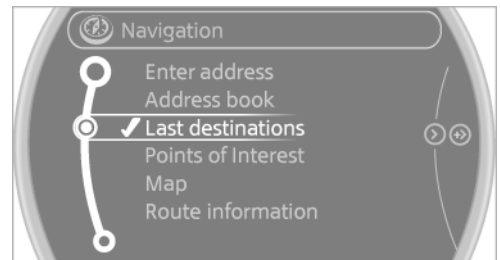 Navigation
Enter address
Address book
Last destinations
Points of Interest
Map
Route information